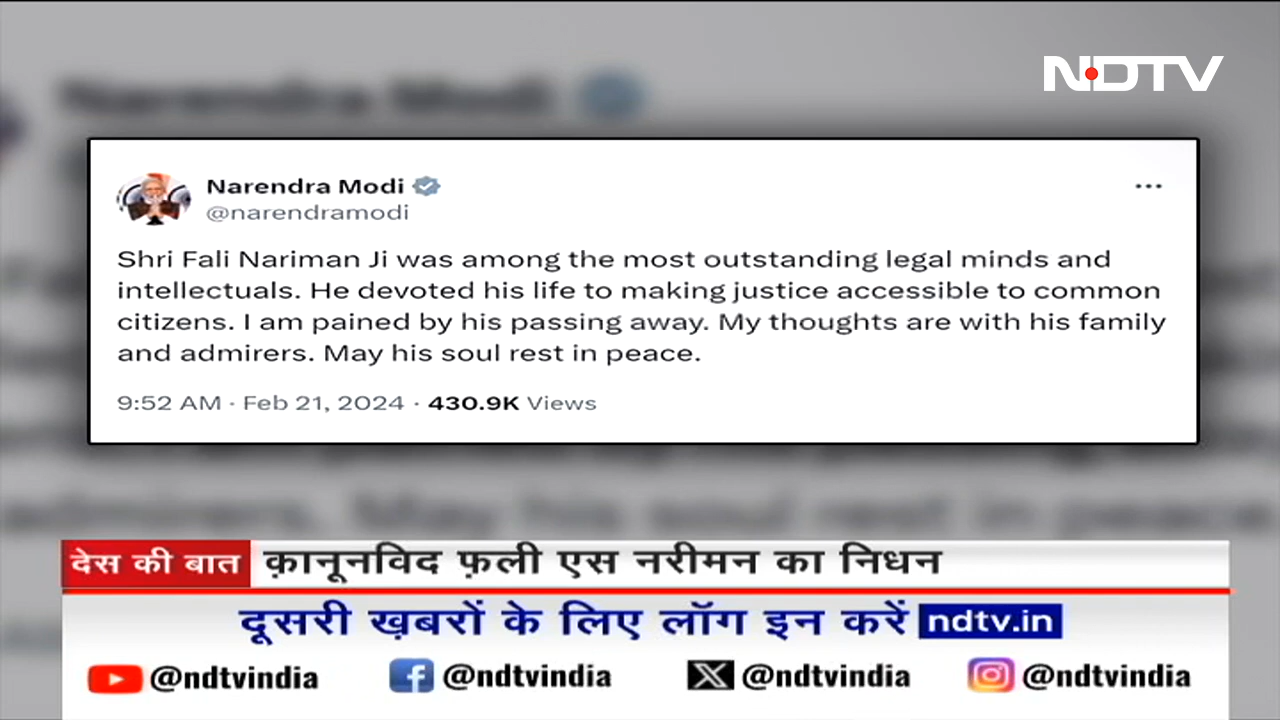 NDTV
Narendra Modi
@narendramodi
Shri Fali Nariman Ji was among the most outstanding legal minds and
intellectuals. He devoted his life to making justice accessible to common
citizens. I am pained by his passing away. My thoughts are with his family
and admirers. May his soul rest in peace.
9:52 AM · Feb 21, 2024 · 430.9K Views
देस की बात क़ानूनविद फ़ली एस नरीमन का निधन
दूसरी ख़बरों के लिए लॉग इन करें ndtv.in
@ndtvindia @ndtvindia @ndtvindia @ndtvindia